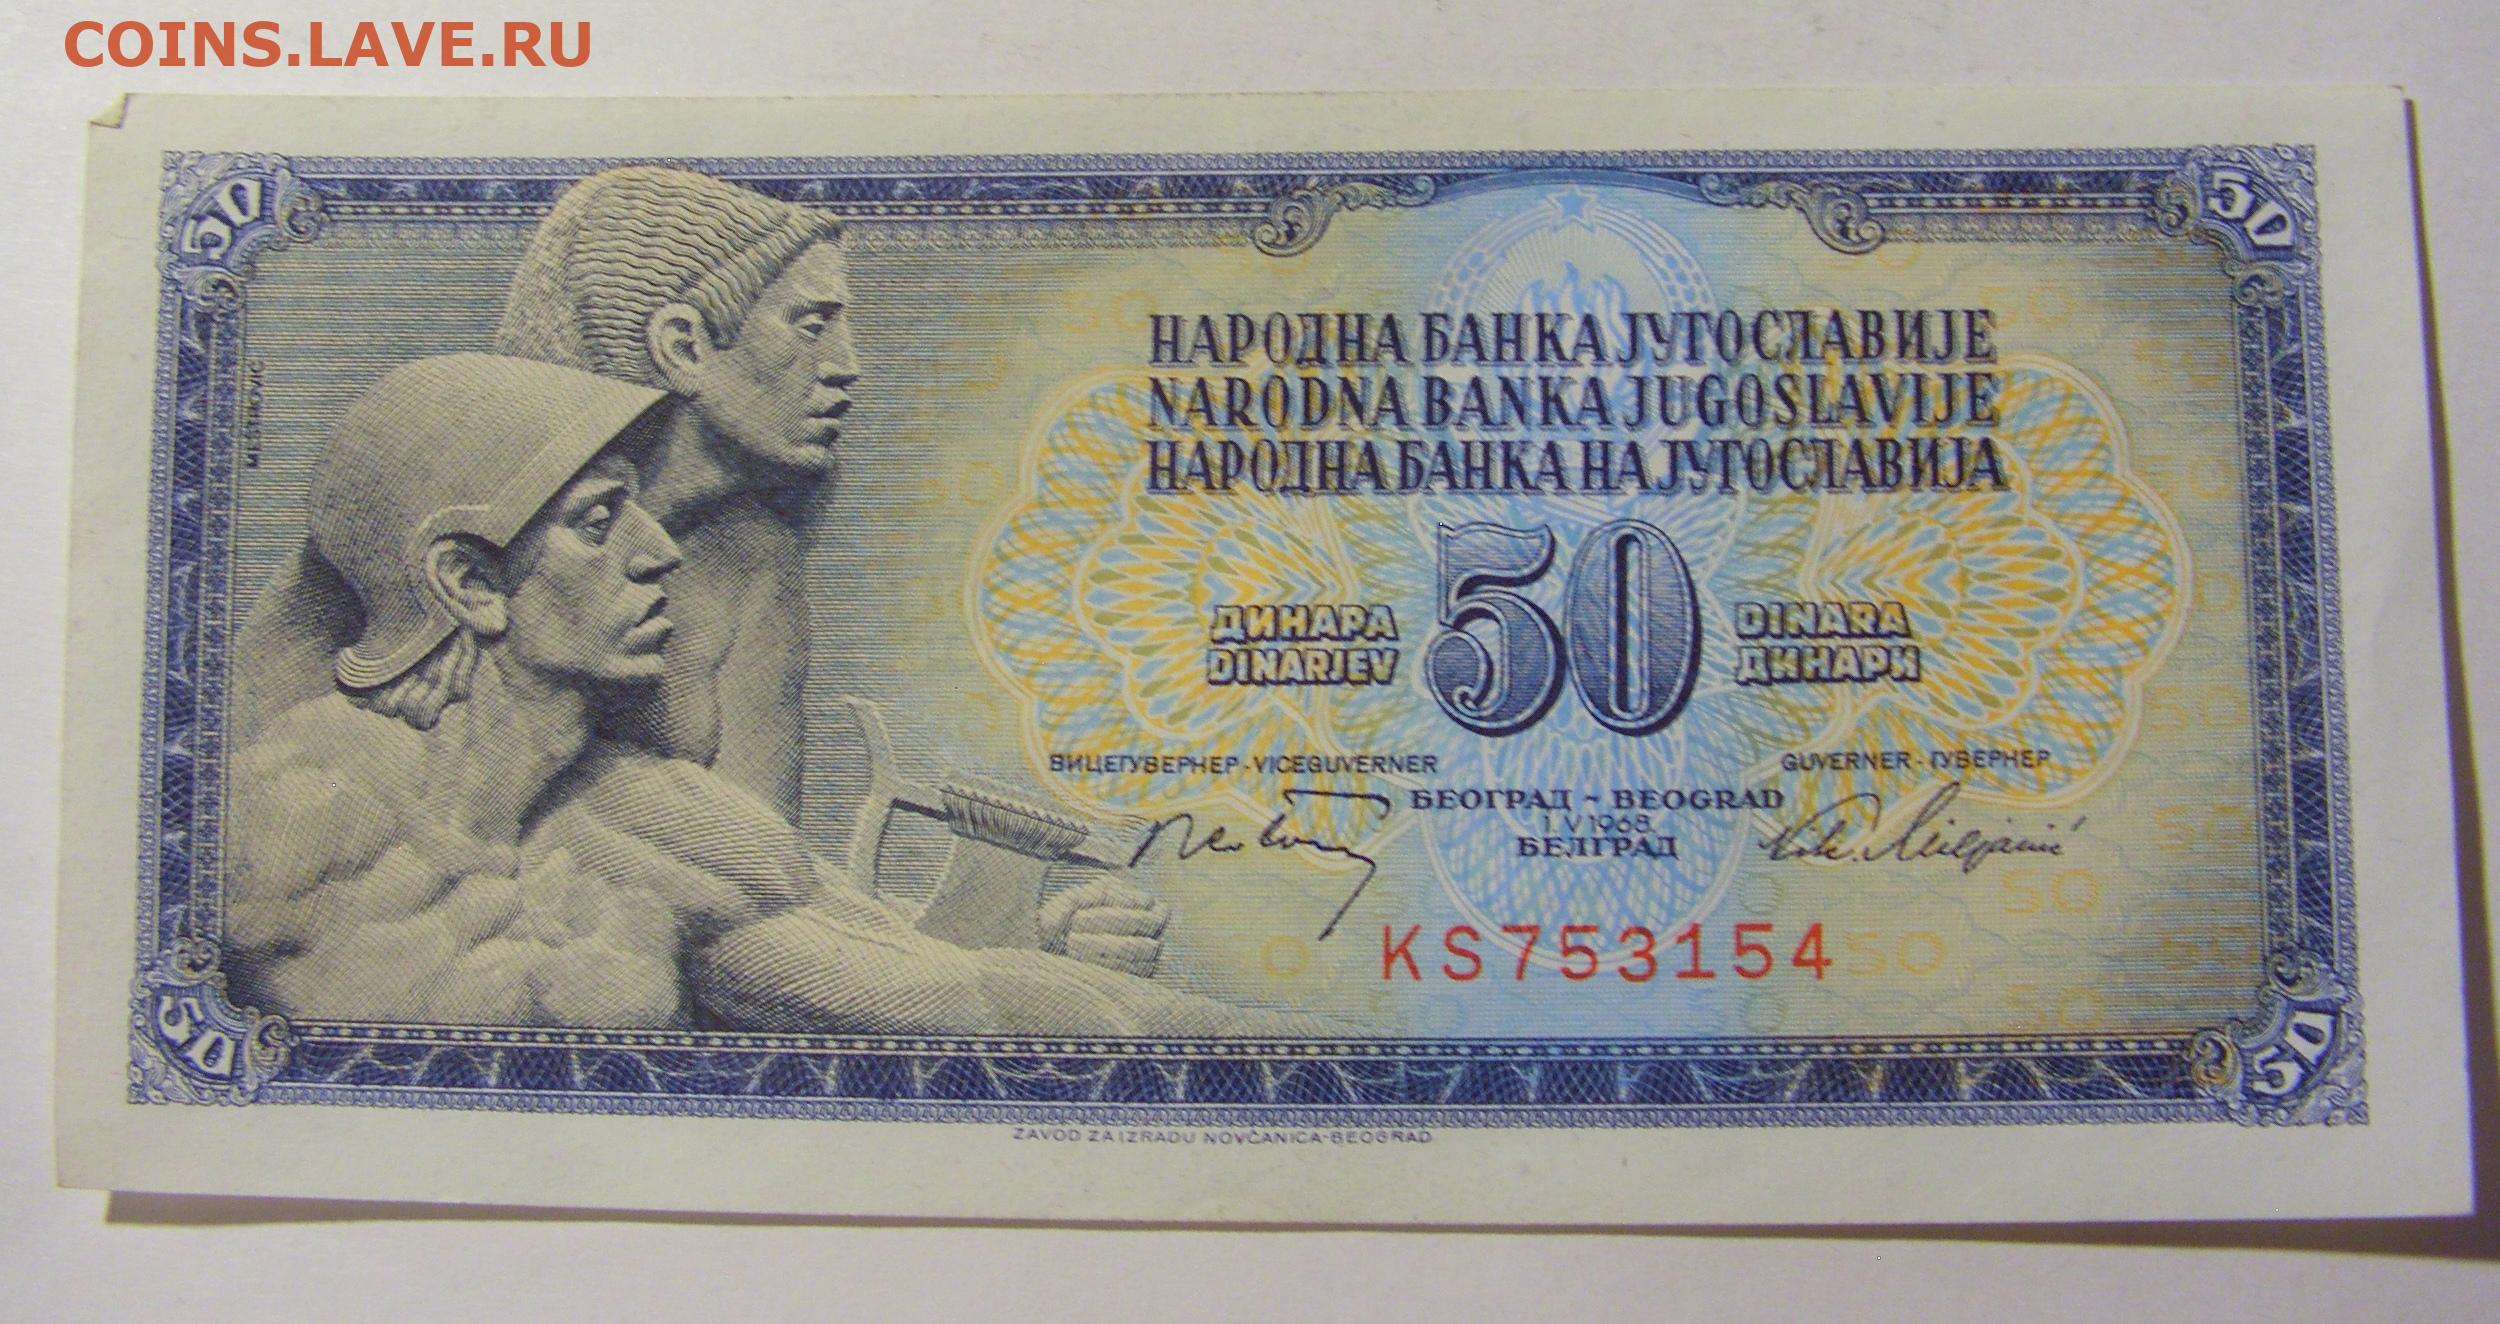 COINS.LAVE.RU
50
50
MEŠTROVIĆ
НАРОДНА БАНКА ЈУГОСЛАВИЈЕ
NARODNA BANKA JUGOSLAVIJE
НАРОДНА БАНКА НА ЈУГОСЛАВИЈА
ДИНАРА
DINARJEV
50
DINARA
ДИНАРИ
ВИЦЕГУВЕРНЕР - VICEGUVERNER
GUVERNER - ГУВЕРНЕР
БЕОГРАД ~ BEOGRAD
1 V 1968.
БЕЛГРАД
KS753154
50
50
ZAVOD ZA IZRADU NOVČANICA-BEOGRAD